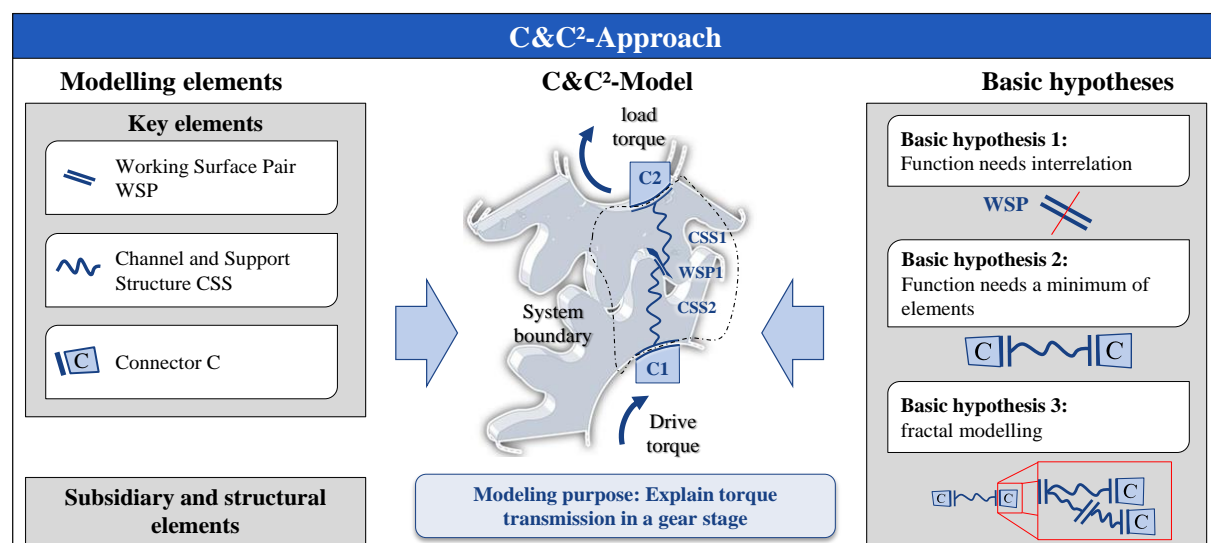 C&C²-Approach
Modelling elements
Key elements
Working Surface Pair
WSP
Channel and Support
Structure CSS
C
Connector C
Subsidiary and structural
elements
C&C²-Model
load
torque
C2
CSS1
WSP1
CSS2
System
boundary
C1
Drive
torque
Modeling purpose: Explain torque
transmission in a gear stage
Basic hypotheses
Basic hypothesis 1:
Function needs interrelation
WSP
Basic hypothesis 2:
Function needs a minimum of
elements
C C
Basic hypothesis 3:
fractal modelling
C C C
C